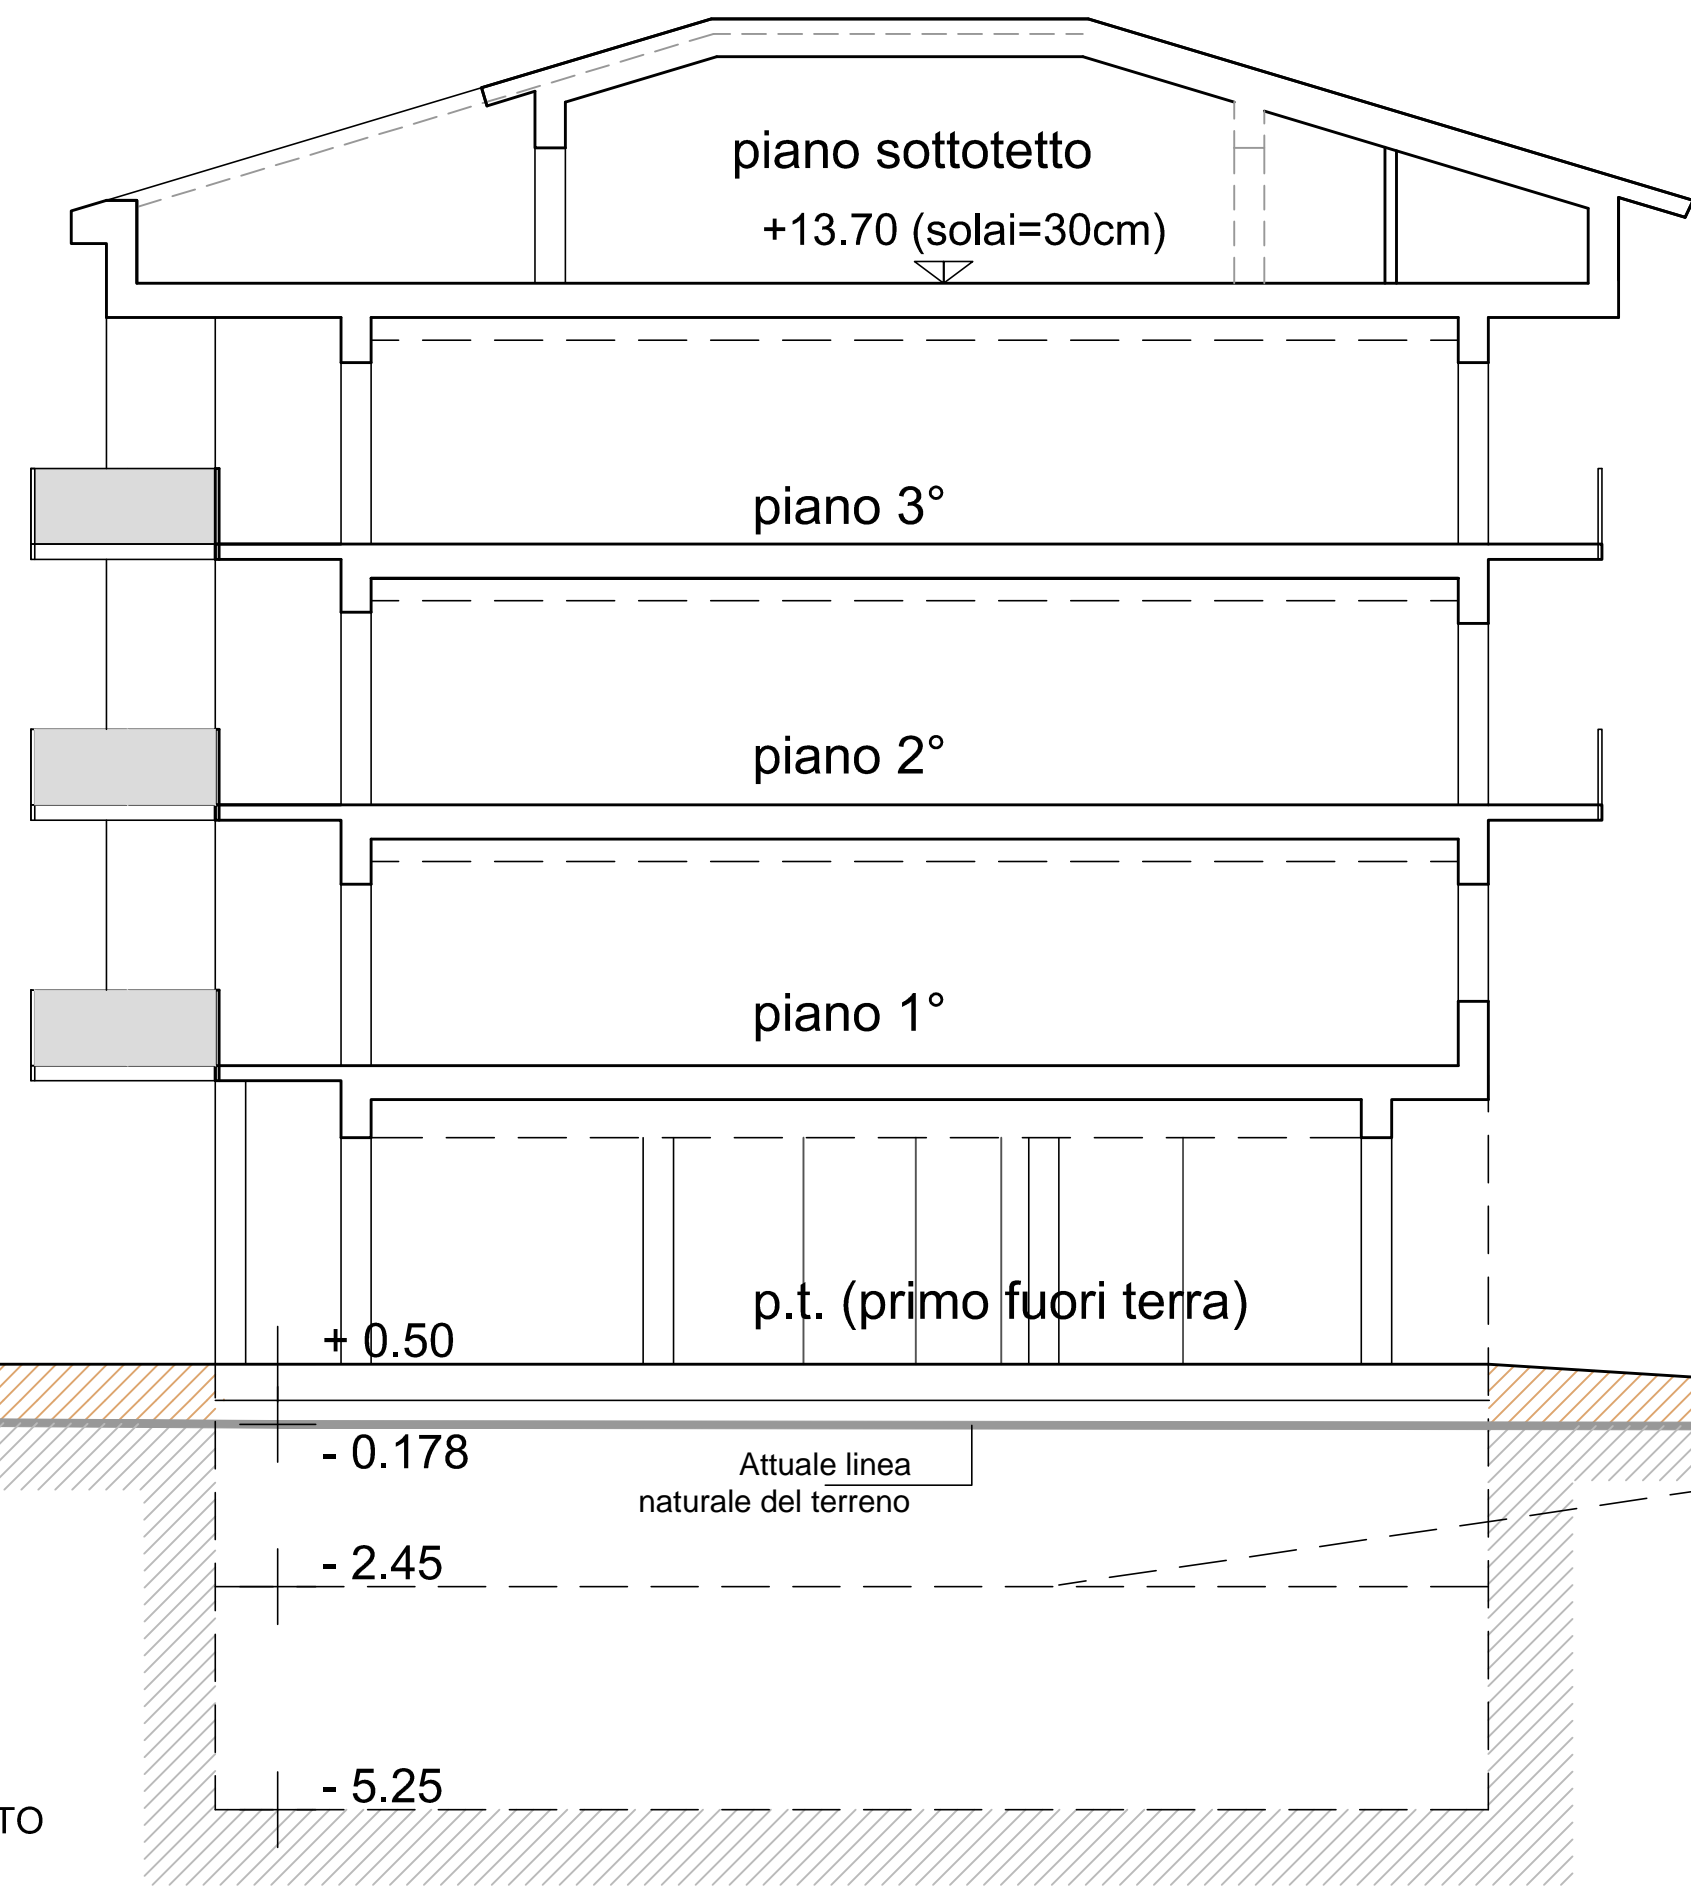 piano sottotetto
+13.70 (solai=30cm)
piano 3°
piano 2°
piano 1°
p.t. (primo fuori terra)
+ 0.50
- 0.178
Attuale linea
naturale del terreno
- 2.45
- 5.25
TO